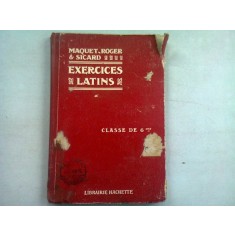 MAQUET, ROGER
& SICARD
EXERCICES
LATINS
CLASSE DE 6ME
LIBRAIRIE HACHETTE